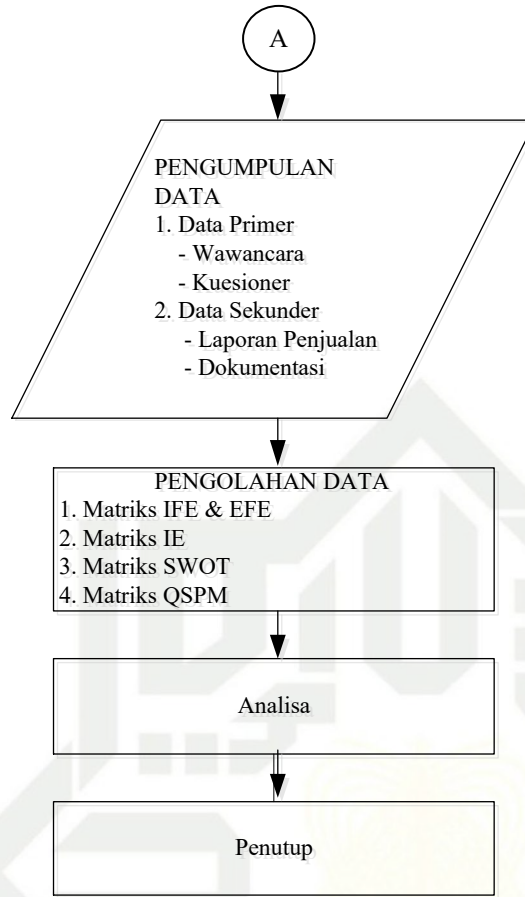 A
PENGUMPULAN
DATA
1. Data Primer
- Wawancara
- Kuesioner
2. Data Sekunder
- Laporan Penjualan
- Dokumentasi
PENGOLAHAN DATA
1. Matriks IFE & EFE
2. Matriks IE
3. Matriks SWOT
4. Matriks QSPM
Analisa
Penutup